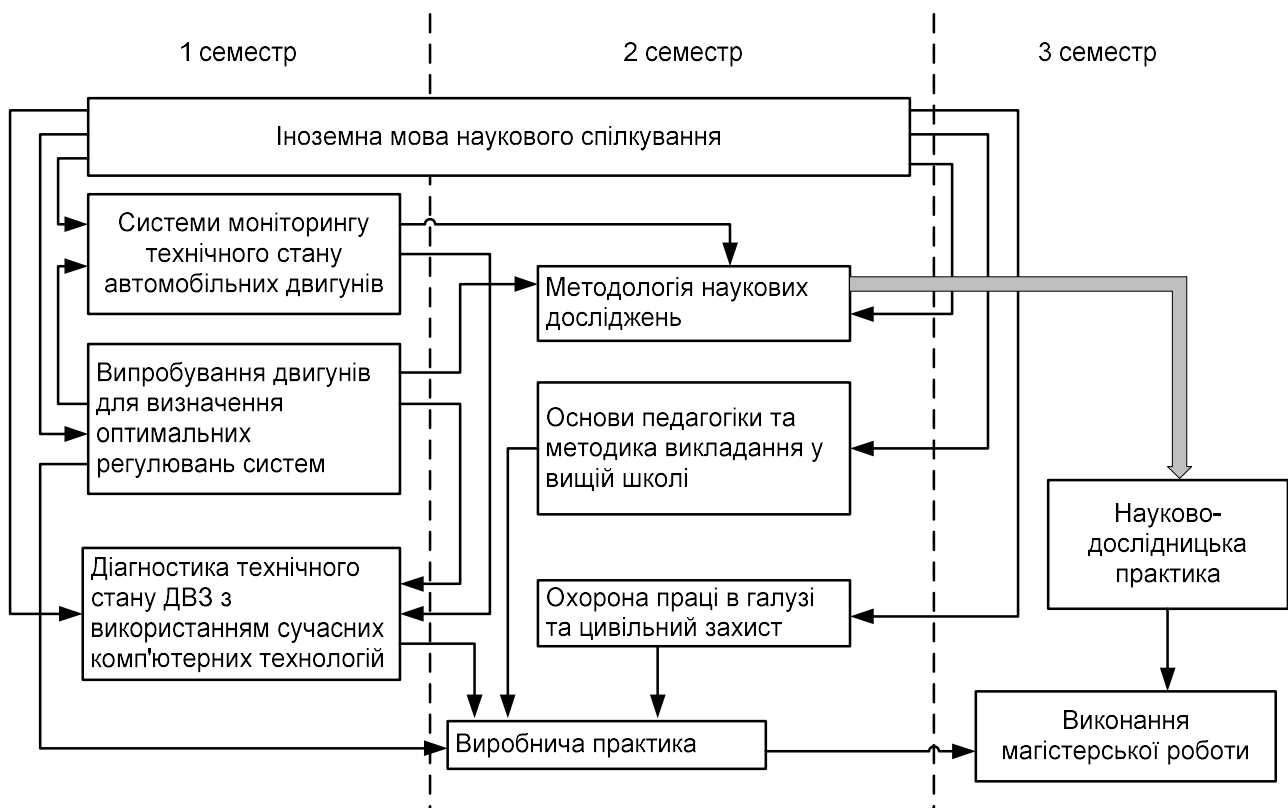 1 семестр
2 семестр
3 семестр
Іноземна мова наукового спілкування
Системи моніторингу
технічного стану
автомобільних двигунів
Методологія наукових
досліджень
Випробування двигунів
для визначення
оптимальних
регулювань систем
Основи педагогіки та
методика викладання у
вищій школі
Науково-
дослідницька
практика
Діагностика технічного
стану ДВЗ з
використанням сучасних
комп'ютерних технологій
Охорона праці в галузі
та цивільний захист
Виробнича практика
Виконання
магістерської роботи